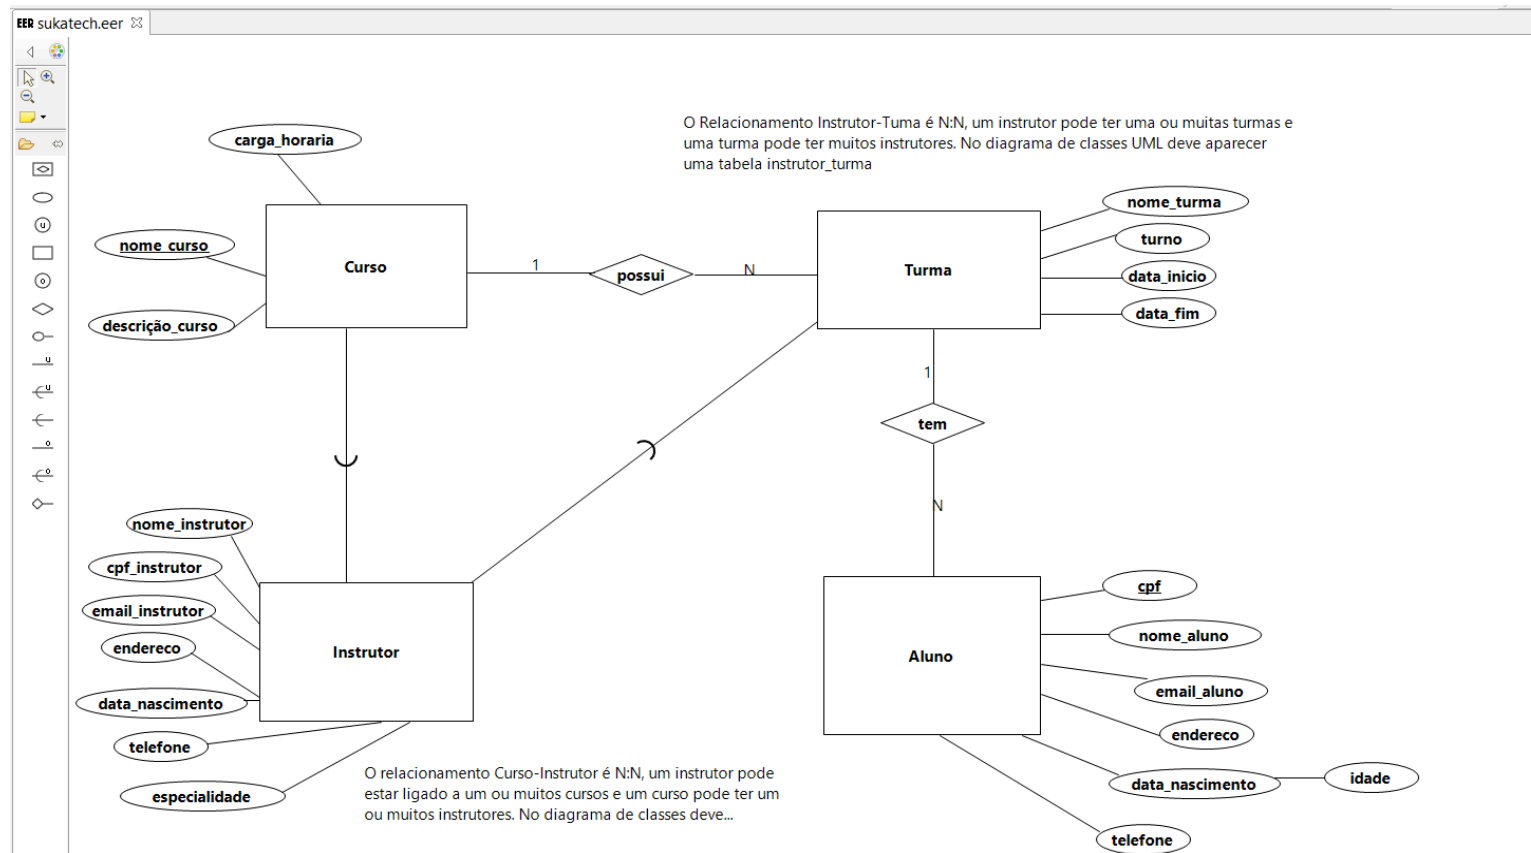 EER sukatech.eer
carga_horaria
O Relacionamento Instrutor-Tuma é N:N, um instrutor pode ter uma ou muitas turmas e
uma turma pode ter muitos instrutores. No diagrama de classes UML deve aparecer
uma tabela instrutor_turma
nome_curso
descrição_curso
Curso
1
possui
N
Turma
nome_turma
turno
data_inicio
data_fim
1
tem
N
nome_instrutor
cpf_instrutor
email_instrutor
endereco
data_nascimento
telefone
especialidade
Instrutor
Aluno
cpf
nome_aluno
email_aluno
endereco
data_nascimento
idade
telefone
O relacionamento Curso-Instrutor é N:N, um instrutor pode
estar ligado a um ou muitos cursos e um curso pode ter um
ou muitos instrutores. No diagrama de classes deve...
u
o
u
u
o
o